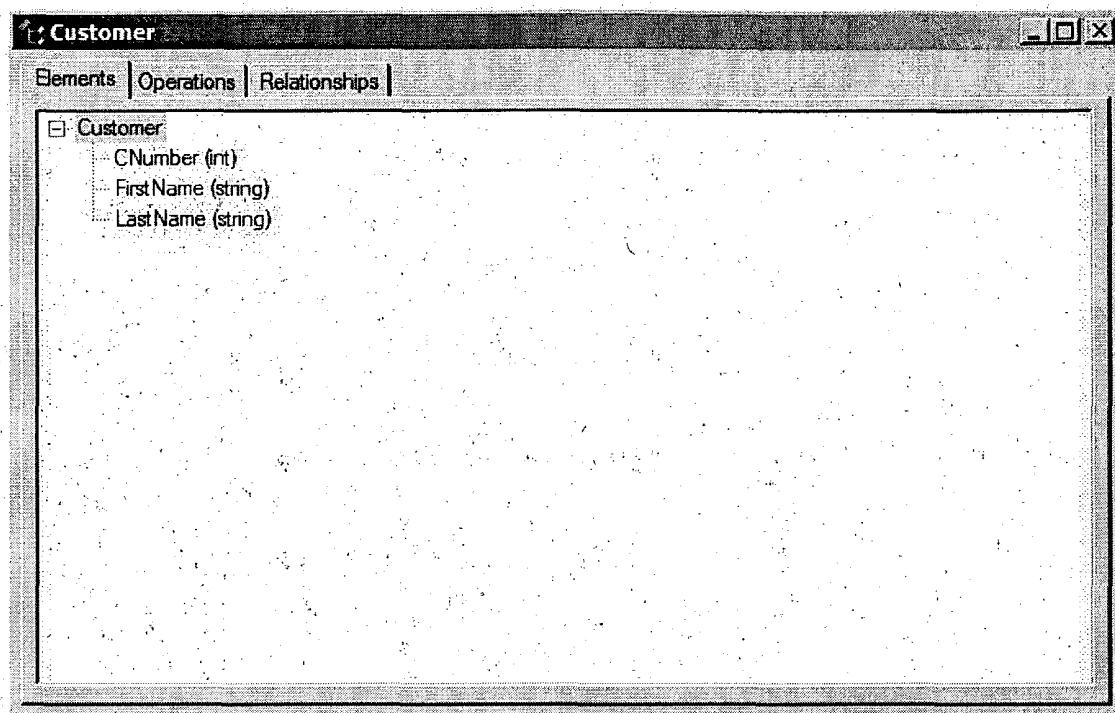 Customer
Elements Operations Relationships
Customer
CNumber (int)
FirstName (string)
LastName (string)